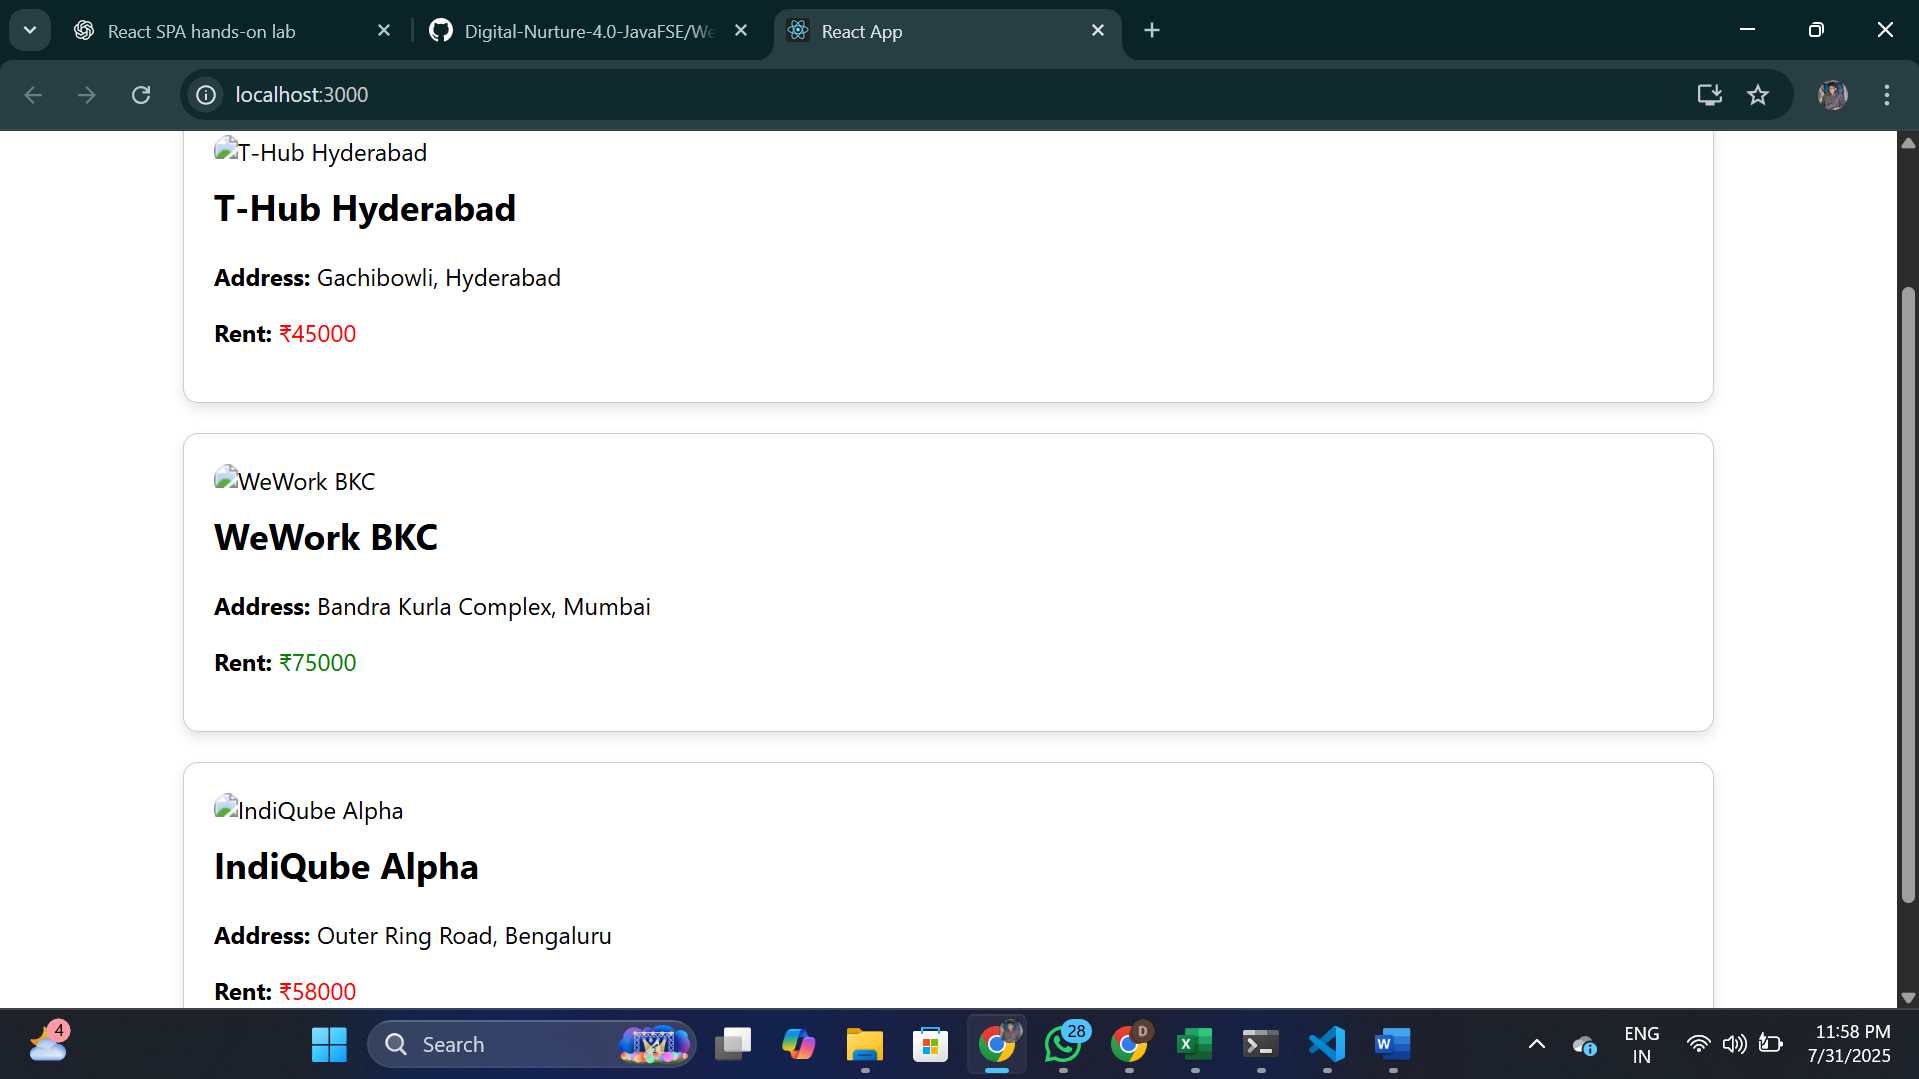 React SPA hands-on lab
Digital-Nurture-4.0-JavaFSE/We
React App
localhost:3000
T-Hub Hyderabad
T-Hub Hyderabad
Address: Gachibowli, Hyderabad
Rent: ₹45000
WeWork BKC
WeWork BKC
Address: Bandra Kurla Complex, Mumbai
Rent: ₹75000
IndiQube Alpha
IndiQube Alpha
Address: Outer Ring Road, Bengaluru
Rent: ₹58000
4
Search
28
D
X
W
ENG
IN
11:58 PM
7/31/2025